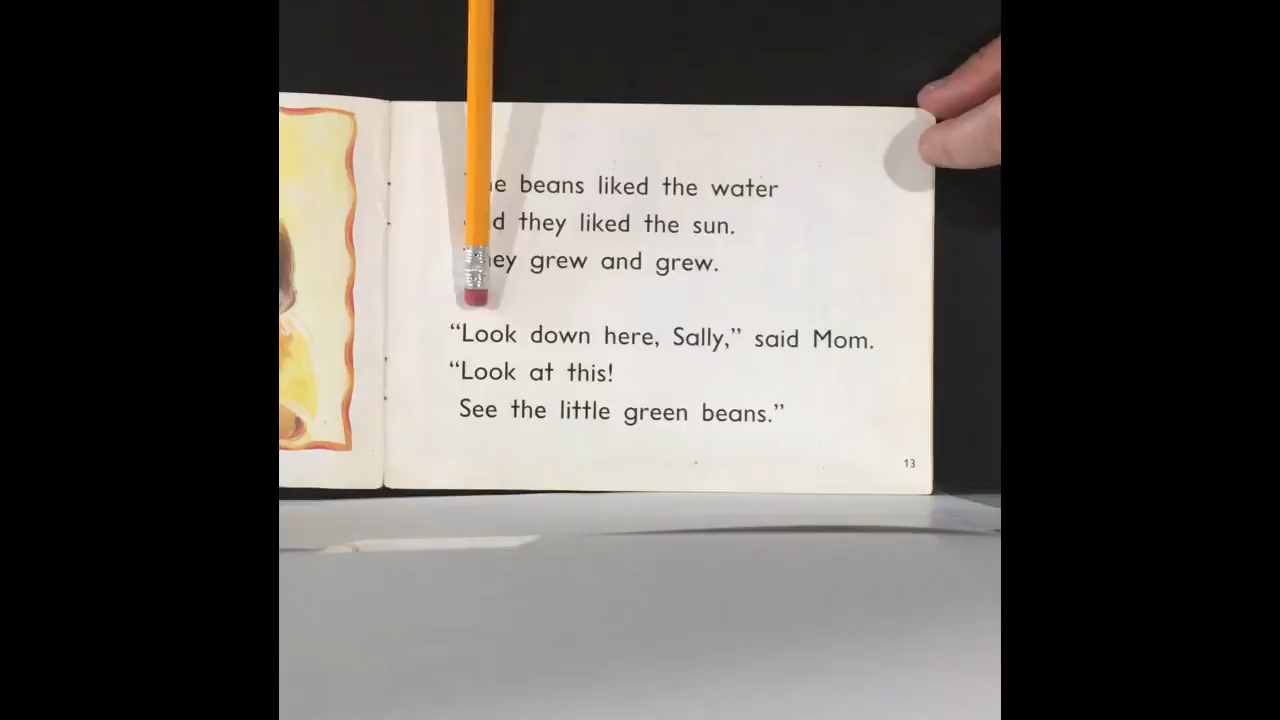 beans liked the water
they liked the sun.
grew and grew.
“Look down here, Sally,” said Mom.
“Look at this!
See the little green beans.”
13